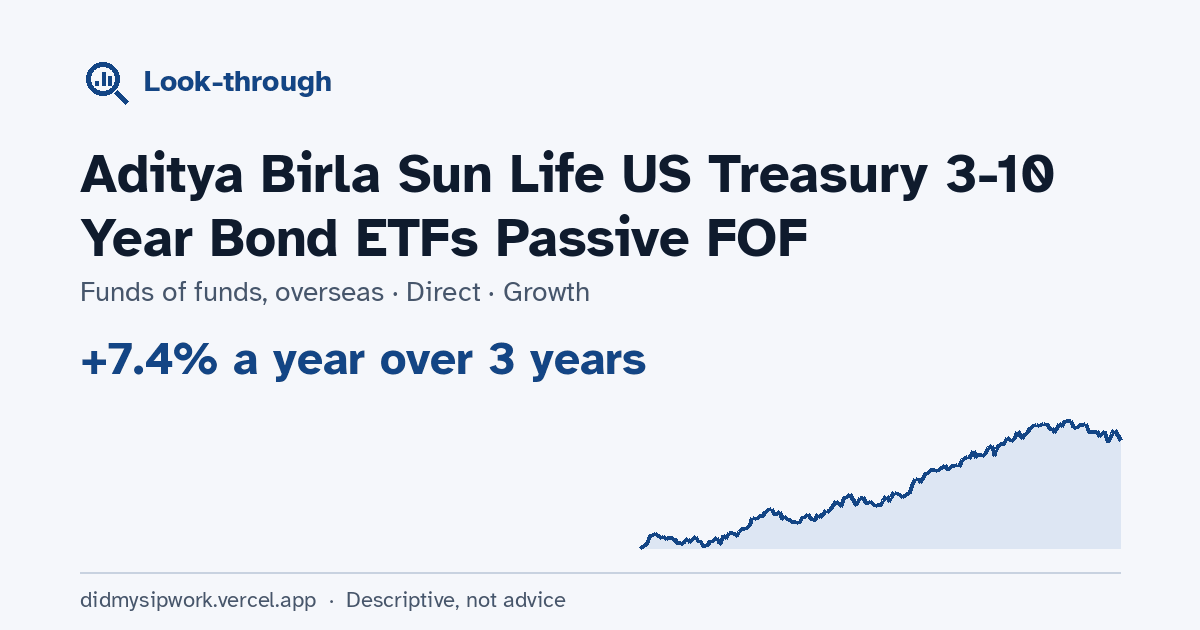 Look-through
Aditya Birla Sun Life US Treasury 3-10
Year Bond ETFs Passive FOF
Funds of funds, overseas · Direct · Growth
+7.4% a year over 3 years
didmysipwork.vercel.app · Descriptive, not advice